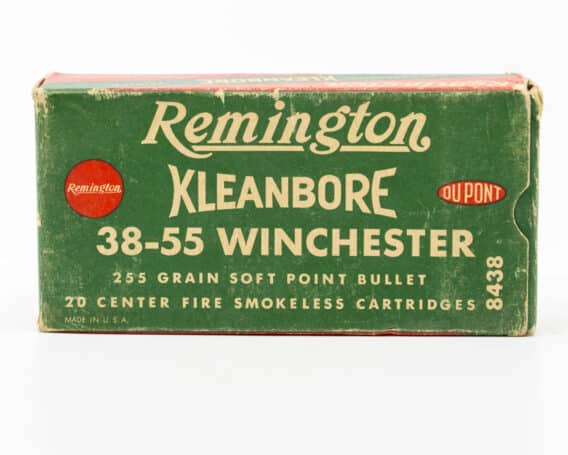 KLEANBORE
Remington
Remington
KLEANBORE
DU PONT
38-55 WINCHESTER
255 GRAIN SOFT POINT BULLET
20 CENTER FIRE SMOKELESS CARTRIDGES
8438
MADE IN U.S.A.